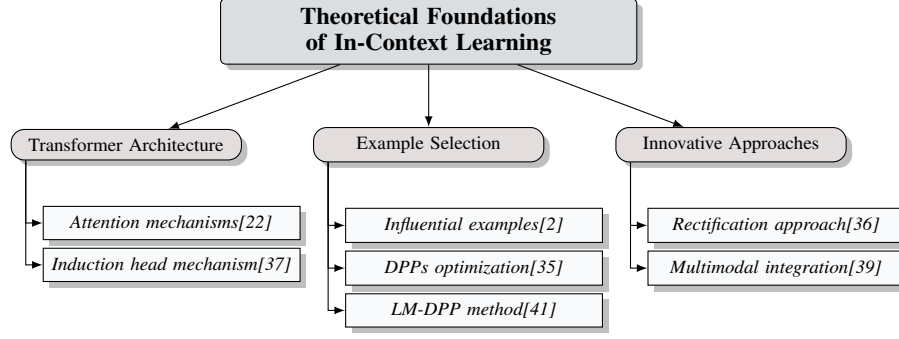 Theoretical Foundations
of In-Context Learning
Transformer Architecture
Attention mechanisms[22]
Induction head mechanism[37]
Example Selection
Influential examples[2]
DPPs optimization[35]
LM-DPP method[41]
Innovative Approaches
Rectification approach[36]
Multimodal integration[39]